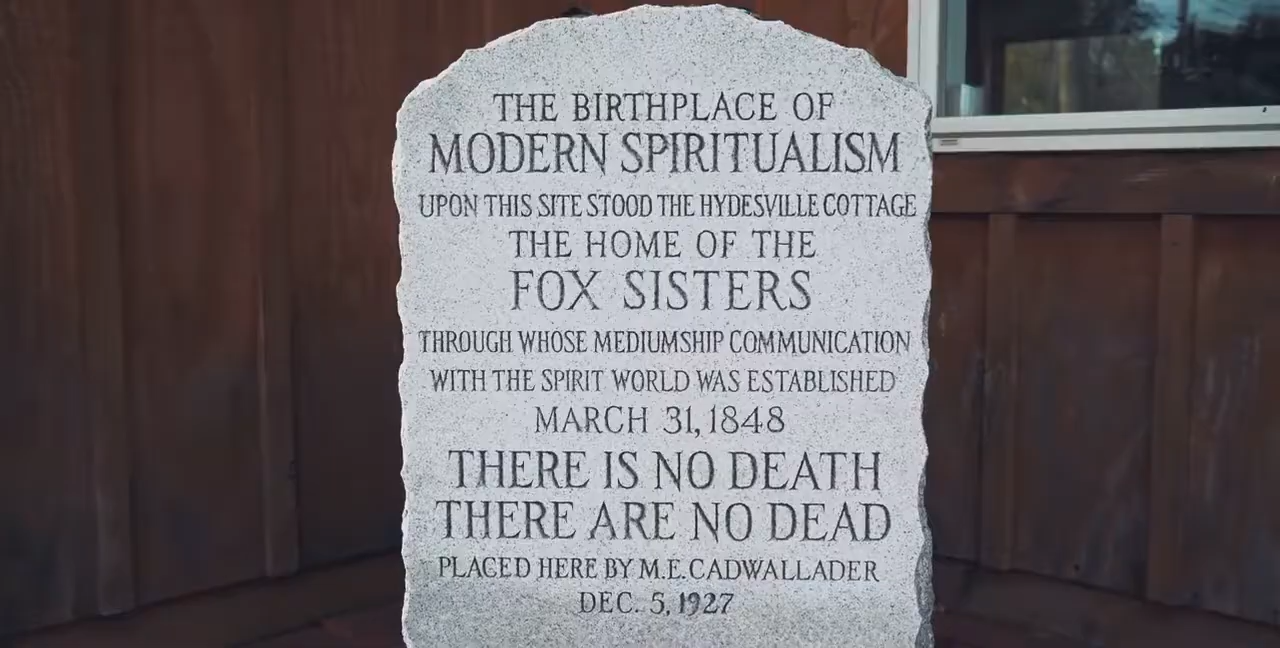 THE BIRTHPLACE OF
MODERN SPIRITUALISM
UPON THIS SITE STOOD THE HYDESVILLE COTTAGE
THE HOME OF THE
FOX SISTERS
THROUGH WHOSE MEDIUMSHIP COMMUNICATION
WITH THE SPIRIT WORLD WAS ESTABLISHED
MARCH 31, 1848
THERE IS NO DEATH
THERE ARE NO DEAD
PLACED HERE BY M.E. CADWALLADER
DEC. 5, 1927